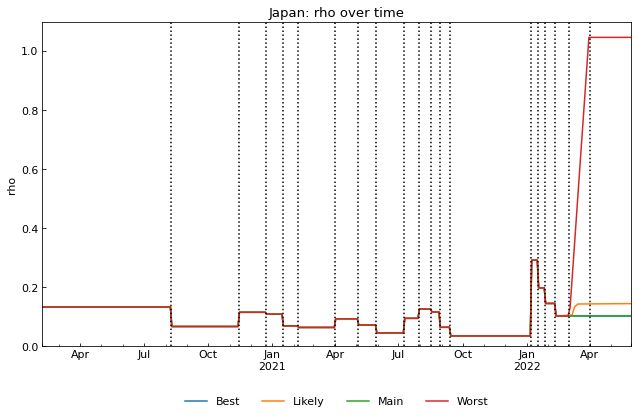 Japan: rho over time
rho
1.0
0.8
0.6
0.4
0.2
0.0
Apr Jul Oct Jan Apr Jul Oct Jan Apr
2021 2022
Best Likely Main Worst